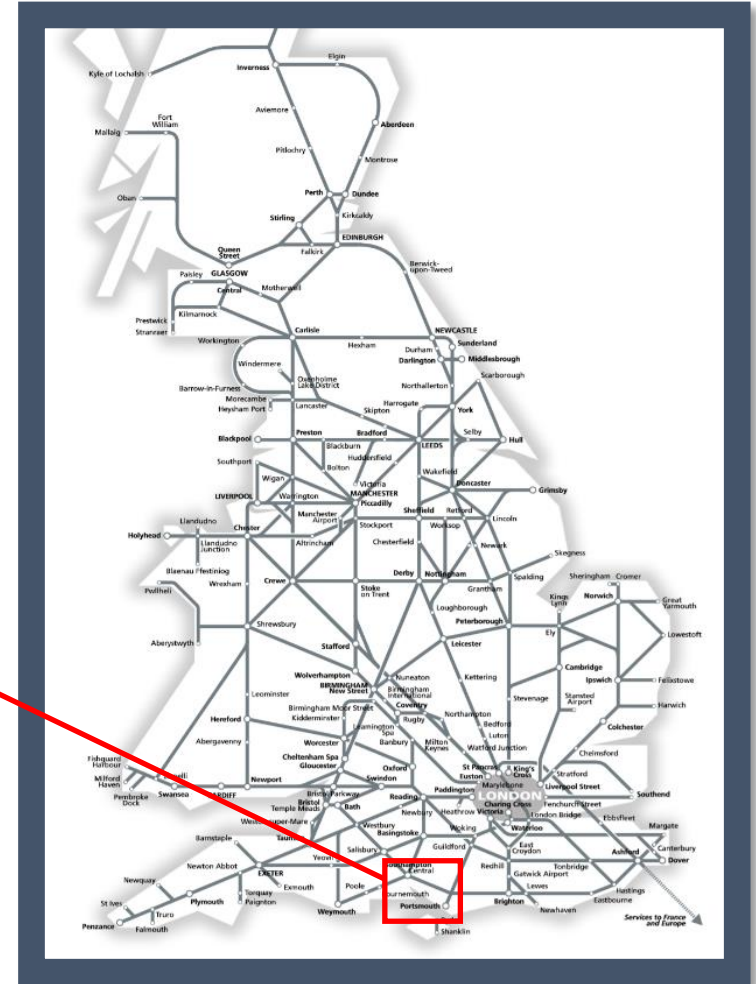 Elgin
Inverness
Kyle of Lochalsh
Aviemore
Fort
William
Aberdeen
Mallaig
Pitlochry
Montrose
Perth
Dundee
Oban
Stirling
Kirkcaldy
EDINBURGH
Queen
Street
Falkirk
Berwick-
upon-Tweed
Paisley
GLASGOW
Central
Motherwell
Prestwick
Kilmarnock
Stranraer
Carlisle
NEWCASTLE
Workington
Hexham
Sunderland
Durham
Darlington
Middlesbrough
Windermere
Scarborough
Oxenholme
Lake District
Northallerton
Barrow-in-Furness
Morecambe
Heysham Port
Lancaster
Harrogate
Skipton
York
Blackpool
Preston
Bradford
Selby
Hull
Blackburn
LEEDS
Southport
Huddersfield
Bolton
Wakefield
Wigan
Victoria
Doncaster
Grimsby
LIVERPOOL
Warrington
MANCHESTER
Piccadilly
Manchester
Airport
Sheffield
Retford
Lincoln
Llandudno
Stockport
Worksop
Holyhead
Chester
Llandudno
Junction
Altrincham
Chesterfield
Newark
Skegness
Blaenau Ffestiniog
Derby
Nottingham
Spalding
Sheringham
Cromer
Pwllheli
Wrexham
Crewe
Stoke
on Trent
Grantham
Kings
Lynn
Norwich
Great
Yarmouth
Loughborough
Peterborough
Shrewsbury
Ely
Lowestoft
Aberystwyth
Stafford
Leicester
Wolverhampton
Cambridge
BIRMINGHAM
New Street
Nuneaton
Kettering
Ipswich
Felixstowe
Birmingham
International
Leominster
Coventry
Stevenage
Stansted
Airport
Harwich
Birmingham Moor Street
Kidderminster
Rugby
Northampton
Hereford
Leamington
Spa
Bedford
Colchester
Abergavenny
Worcester
Banbury
Milton
Keynes
Luton
Watford Junction
Chelmsford
Cheltenham Spa
Gloucester
Oxford
St Pancras
King's
Cross
Fishguard
Harbour
Euston
Stratford
Milford
Haven
Newport
Swindon
Paddington
Marylebone
Liverpool Street
Pembroke
Dock
Swansea
CARDIFF
Bristol Parkway
Reading
LONDON
Southend
Bristol
Temple Meads
Bath
Charing Cross
Fenchurch Street
Newbury
Heathrow
Victoria
London Bridge
Ebbsfleet
Weston-super-Mare
Westbury
Waterloo
Margate
Barnstaple
Taunton
Basingstoke
Woking
Salisbury
Guildford
East
Croydon
Canterbury
Newton Abbot
Yeovil
Redhill
Tonbridge
Ashford
Dover
EXETER
Southampton
Central
Gatwick Airport
Newquay
Exmouth
Poole
Lewes
Hastings
St Ives
Plymouth
Torquay
Paignton
Bournemouth
Brighton
Eastbourne
Truro
Weymouth
Portsmouth
Newhaven
Penzance
Falmouth
Services to France
and Europe
Shanklin